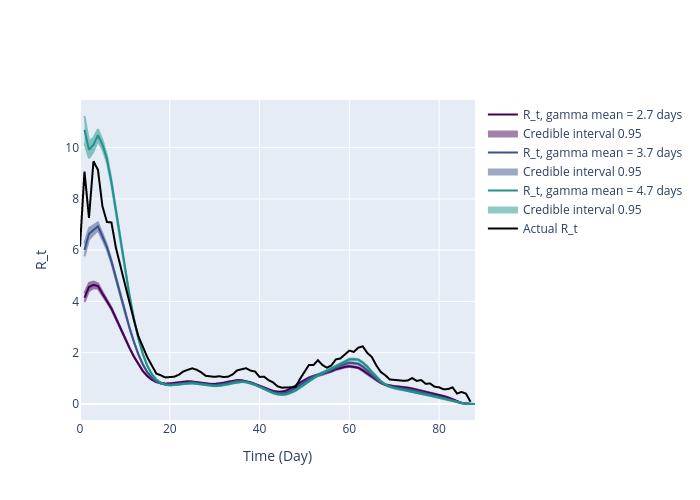 R_t, gamma mean = 2.7 days
Credible interval 0.95
R_t, gamma mean = 3.7 days
Credible interval 0.95
R_t, gamma mean = 4.7 days
Credible interval 0.95
Actual R_t
10
8
6
4
2
0
R_t
0 20 40 60 80
Time (Day)